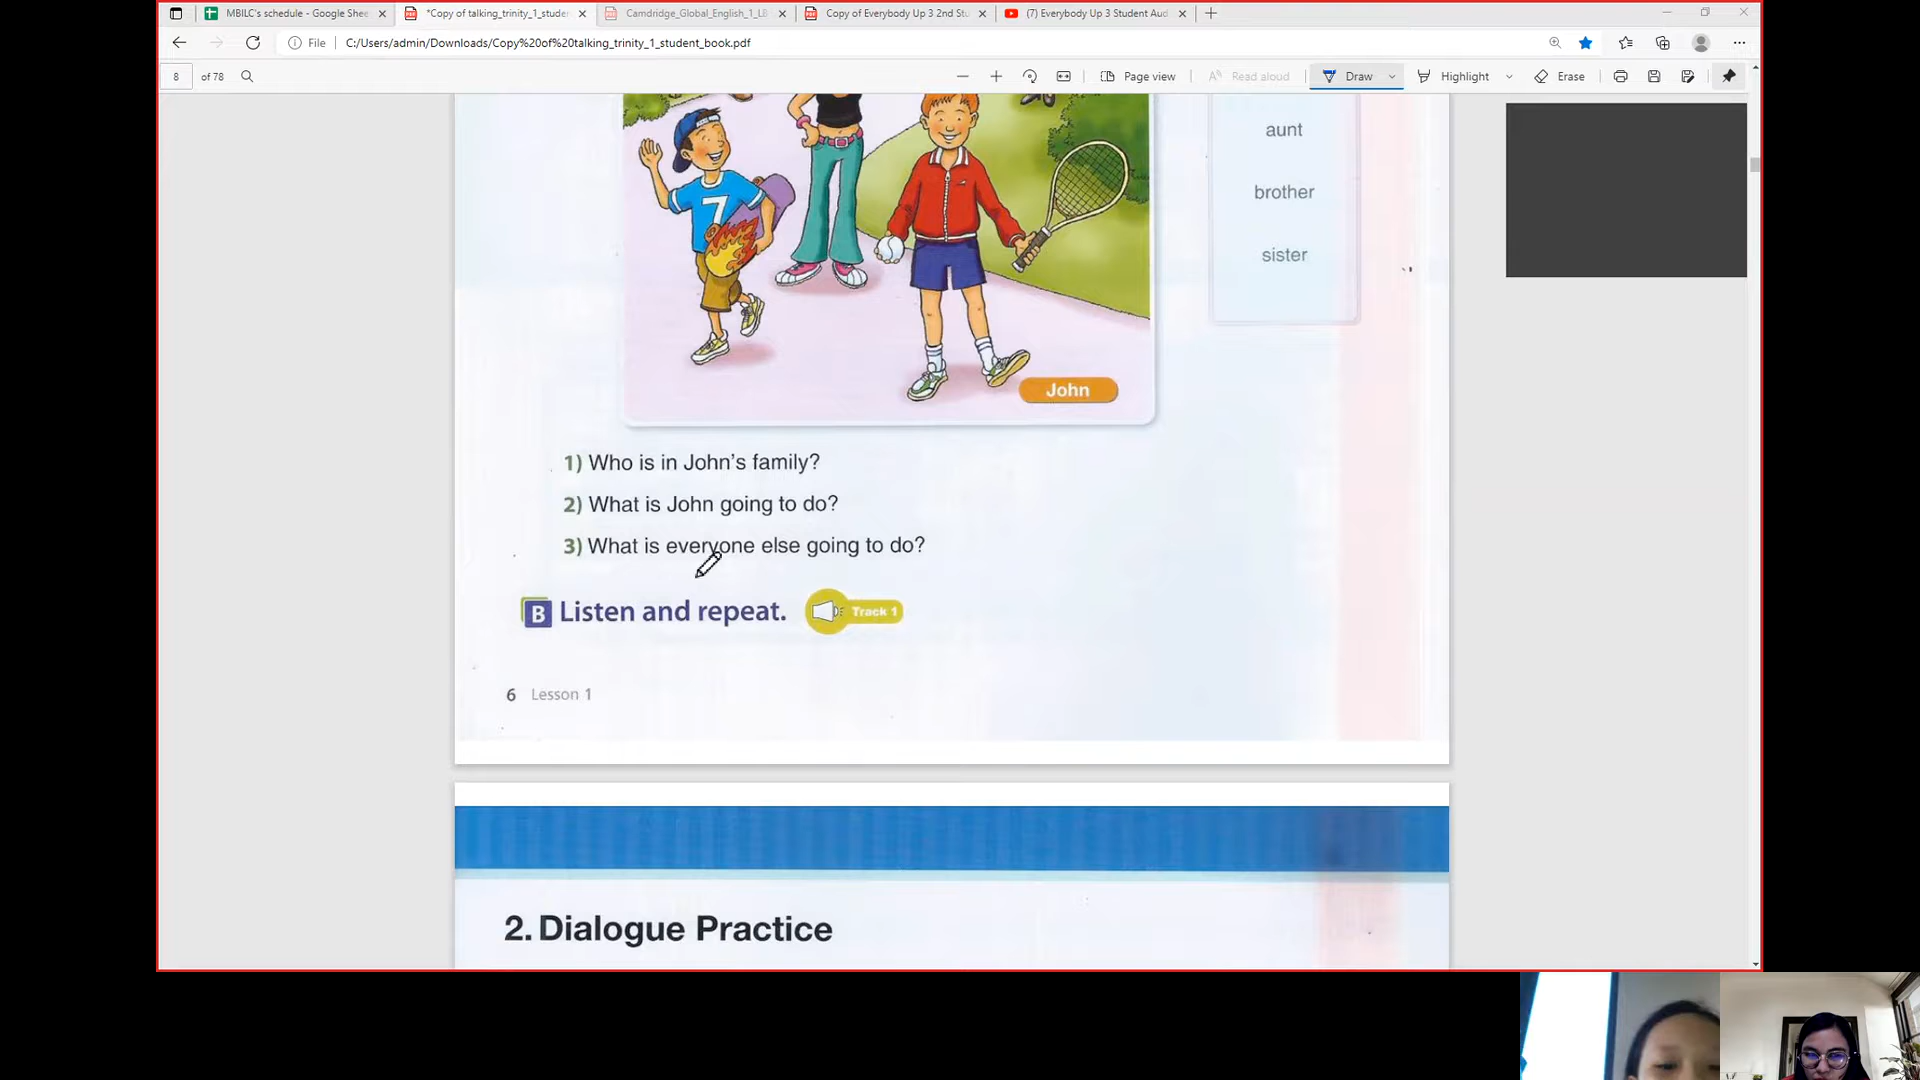 MBILC's schedule - Google Shee
*Copy of talking_trinity_1_studen
Camdridge_Global_English_1_LB
Copy of Everybody Up 3 2nd Stu
(7) Everybody Up 3 Student Aud
File
C:/Users/admin/Downloads/Copy%20of%20talking_trinity_1_student_book.pdf
8 of 78
Page view
Read aloud
Draw
Highlight
Erase
aunt
brother
sister
7
John
1) Who is in John's family?
2) What is John going to do?
3) What is everyone else going to do?
B Listen and repeat. Track 1
6 Lesson 1
2. Dialogue Practice